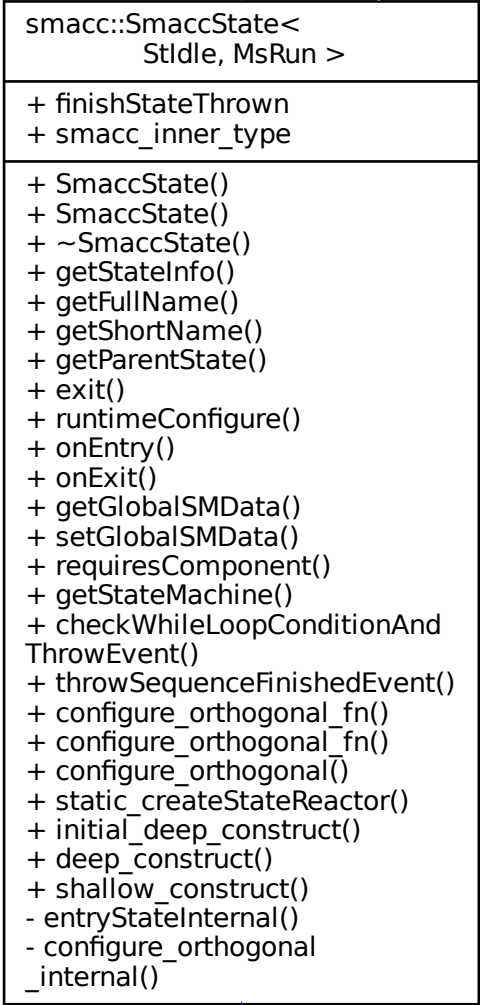 smacc::SmaccState<
StIdle, MsRun >
+ finishStateThrown
+ smacc_inner_type
+ SmaccState()
+ SmaccState()
+ ~SmaccState()
+ getStateInfo()
+ getFullName()
+ getShortName()
+ getParentState()
+ exit()
+ runtimeConfigure()
+ onEntry()
+ onExit()
+ getGlobalSMData()
+ setGlobalSMData()
+ requiresComponent()
+ getStateMachine()
+ checkWhileLoopConditionAnd
ThrowEvent()
+ throwSequenceFinishedEvent()
+ configure_orthogonal_fn()
+ configure_orthogonal_fn()
+ configure_orthogonal()
+ static_createStateReactor()
+ initial_deep_construct()
+ deep_construct()
+ shallow_construct()
- entryStateInternal()
- configure_orthogonal
_internal()